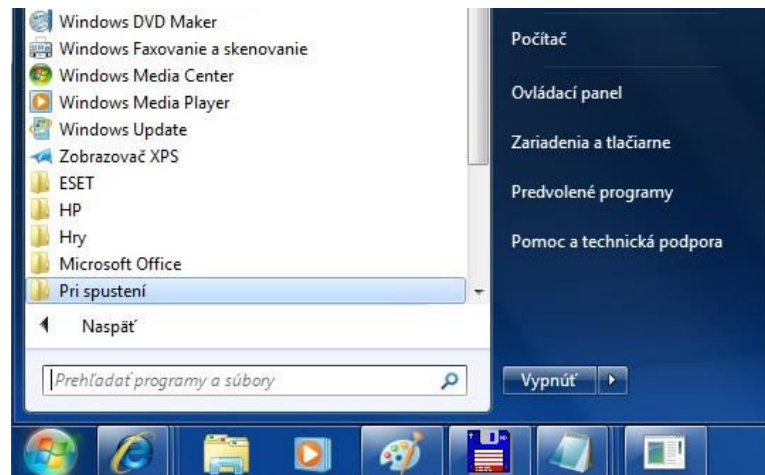 Windows DVD Maker
Windows Faxovanie a skenovanie
Windows Media Center
Windows Media Player
Windows Update
Zobrazovač XPS
ESET
HP
Hry
Microsoft Office
Pri spustení
Naspäť
Prehľadať programy a súbory
Počítač
Ovládací panel
Zariadenia a tlačiarne
Predvolené programy
Pomoc a technická podpora
Vypnúť